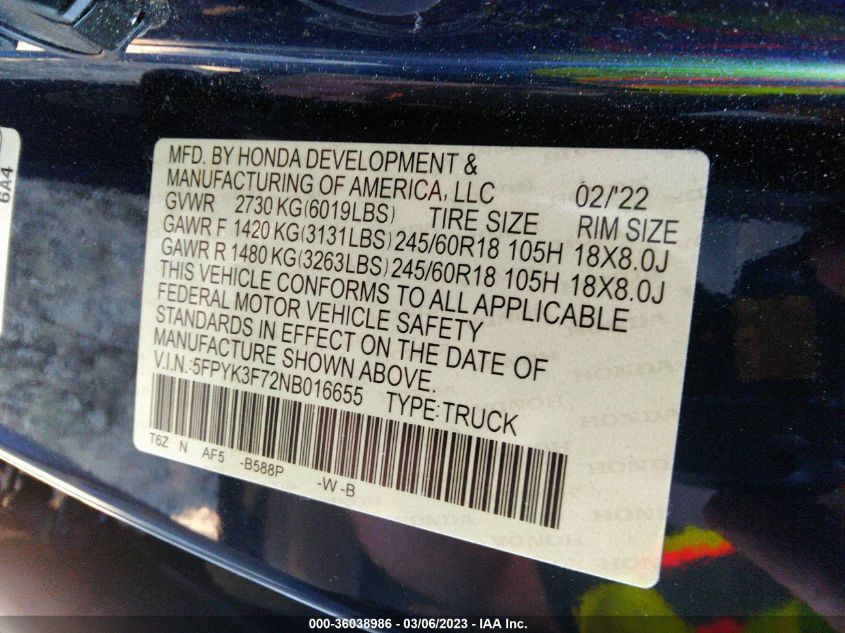 6A4
MFD. BY HONDA DEVELOPMENT &
MANUFACTURING OF AMERICA, LLC 02/'22
GVWR 2730 KG(6019LBS) TIRE SIZE RIM SIZE
GAWR F 1420 KG(3131LBS) 245/60R18 105H 18X8.0J
GAWR R 1480 KG(3263LBS) 245/60R18 105H 18X8.0J
THIS VEHICLE CONFORMS TO ALL APPLICABLE
FEDERAL MOTOR VEHICLE SAFETY
STANDARDS IN EFFECT ON THE DATE OF
MANUFACTURE SHOWN ABOVE.
V.I.N.:5FPYK3F72NB016655 TYPE:TRUCK
T6Z N AF5 -B588P -W -B
000-36038986 - 03/06/2023 - IAA Inc.